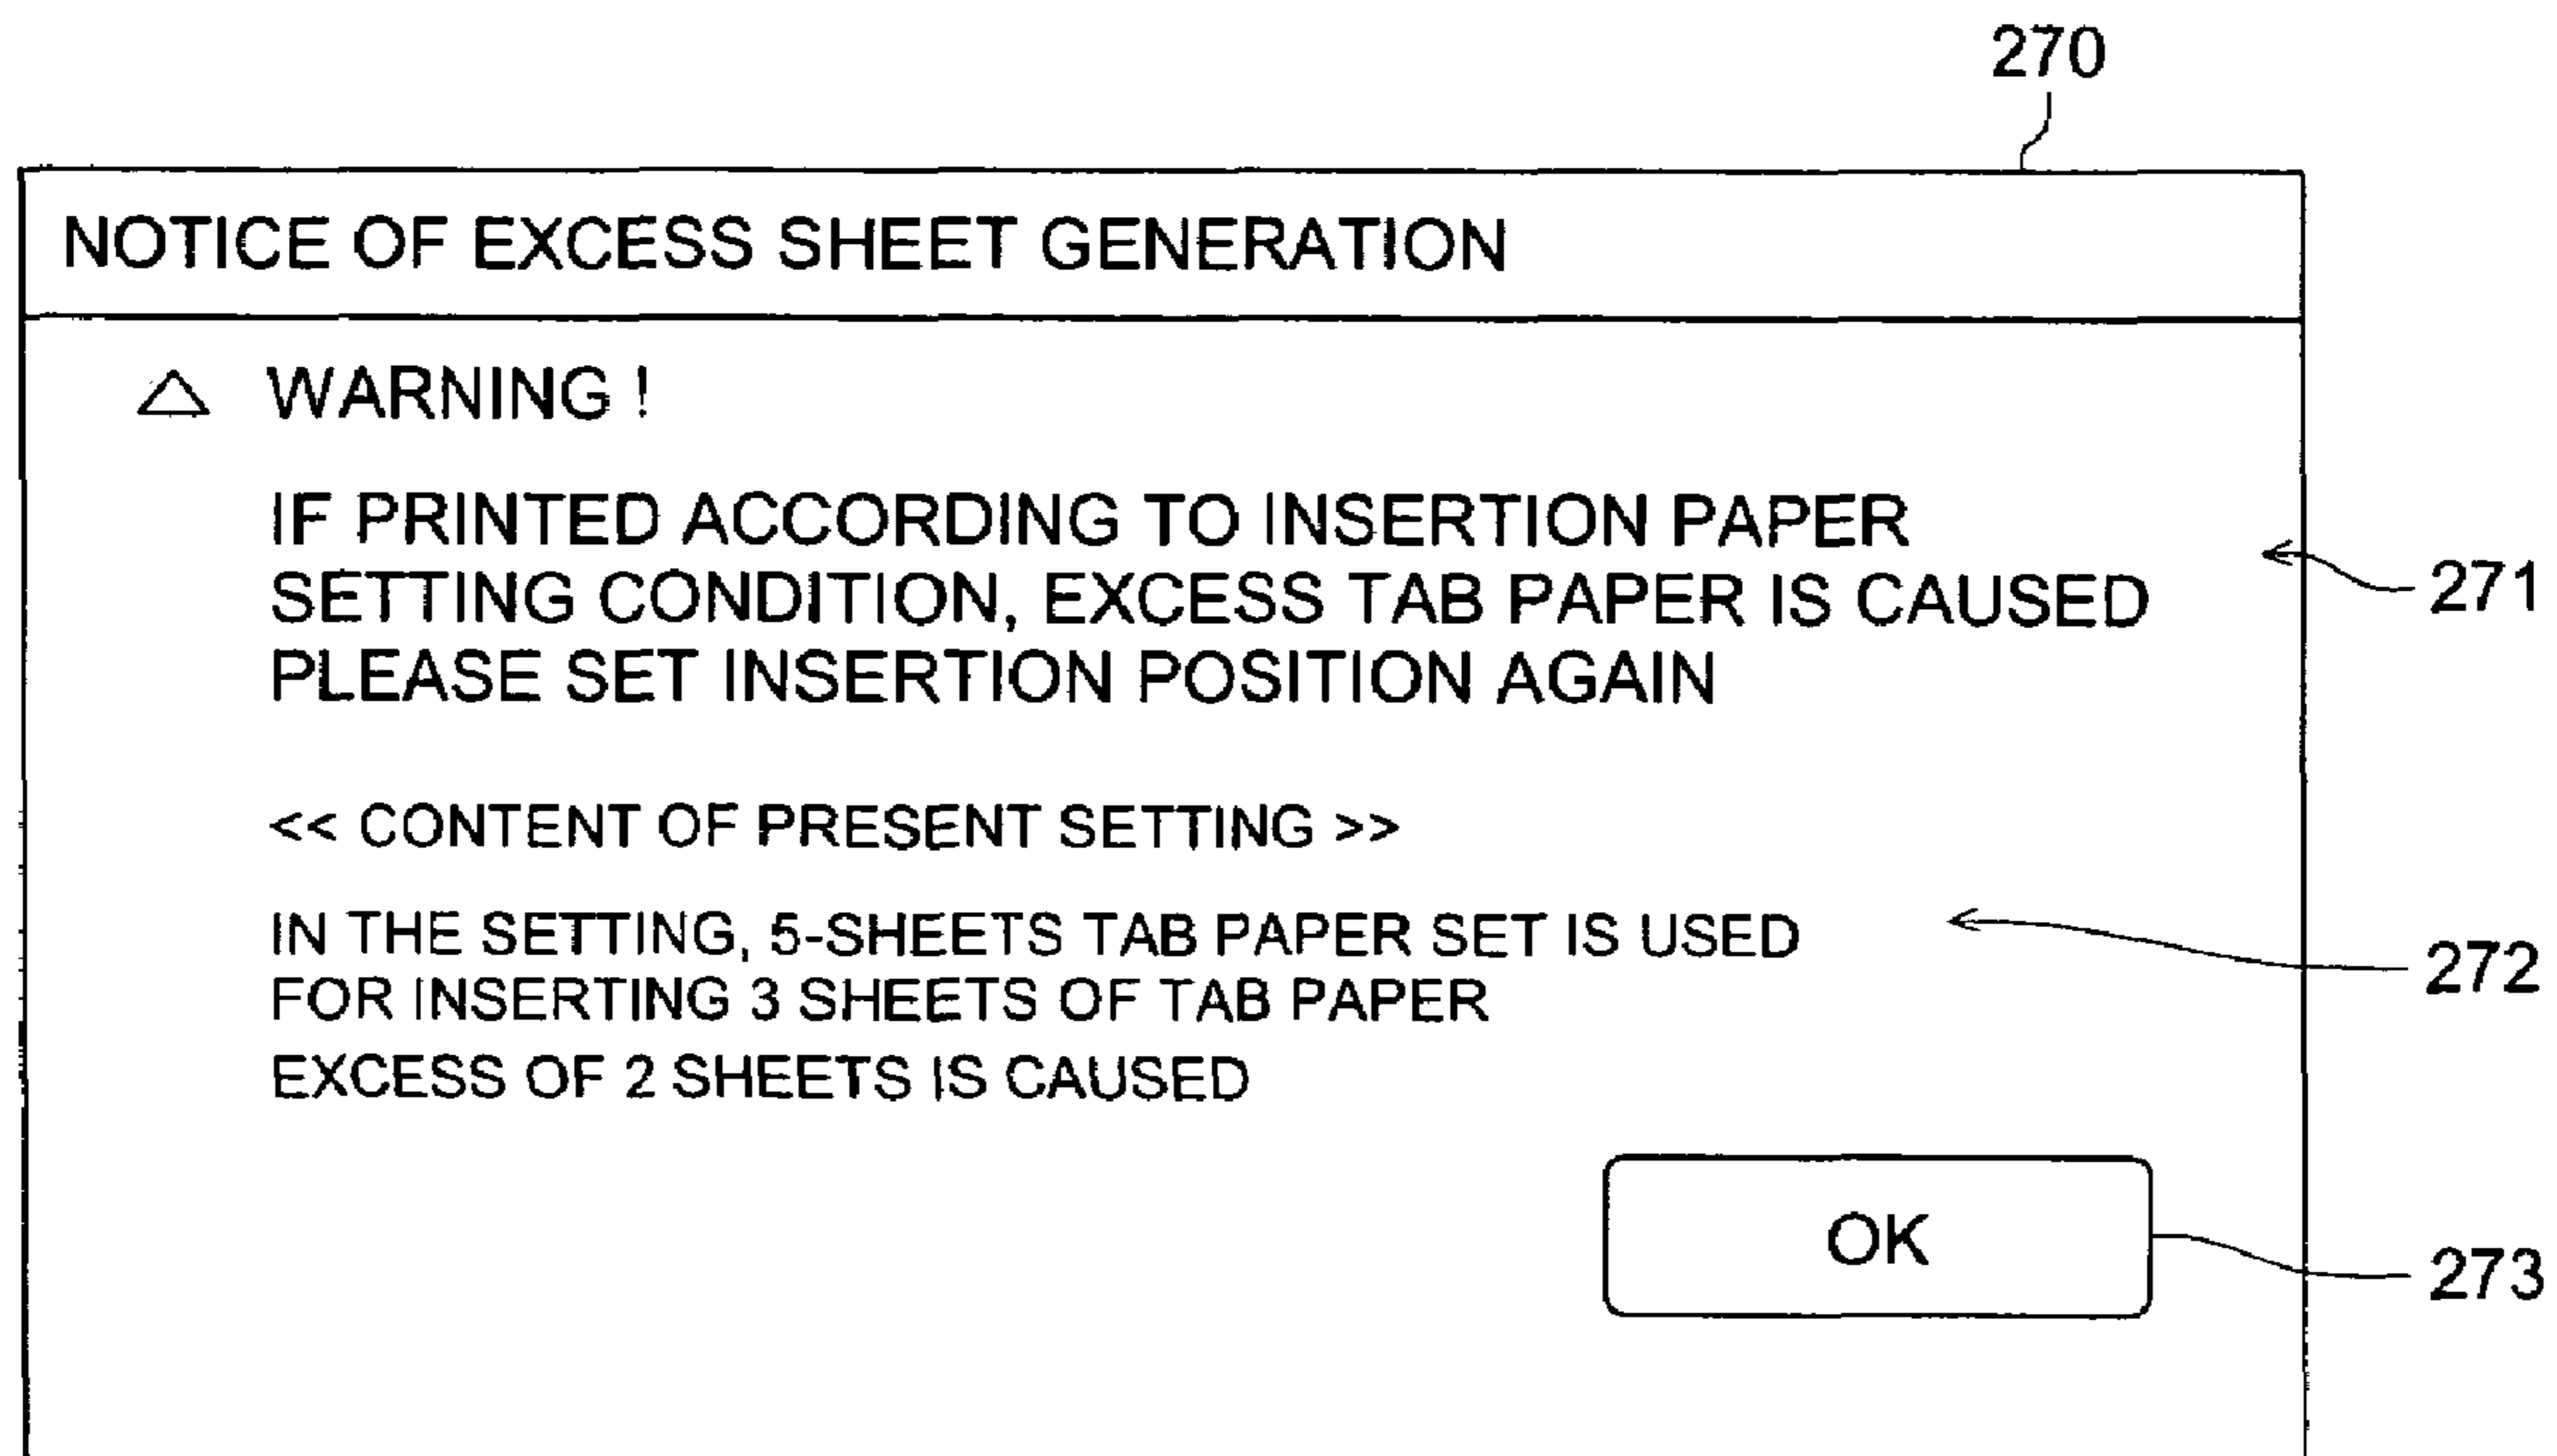 270
NOTICE OF EXCESS SHEET GENERATION
WARNING !
IF PRINTED ACCORDING TO INSERTION PAPER
SETTING CONDITION, EXCESS TAB PAPER IS CAUSED
PLEASE SET INSERTION POSITION AGAIN
271
<< CONTENT OF PRESENT SETTING >>
IN THE SETTING, 5-SHEETS TAB PAPER SET IS USED
272
FOR INSERTING 3 SHEETS OF TAB PAPER
EXCESS OF 2 SHEETS IS CAUSED
OK
273